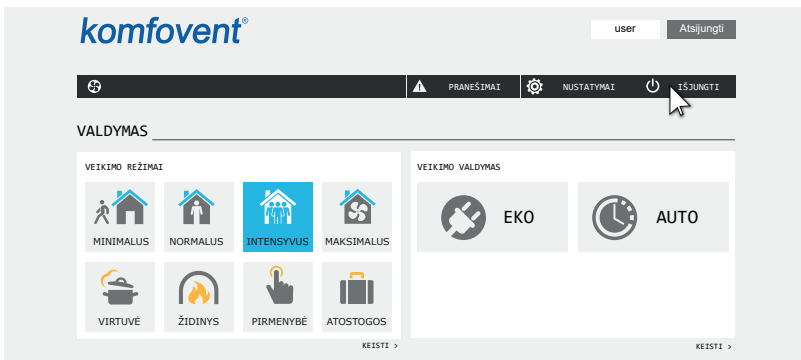 komfovent®
user Atsijungti
PRANEŠIMAI NUSTATYMAI IŠJUNGTI
VALDYMAS
VEIKIMO REŽIMAI
MINIMALUS NORMALUS INTENSYVUS MAKSIMALUS
VIRTUVĖ ŽIDINYS PIRMENYBĖ ATOSTOGOS
KEISTI >
VEIKIMO VALDYMAS
EKO AUTO
KEISTI >